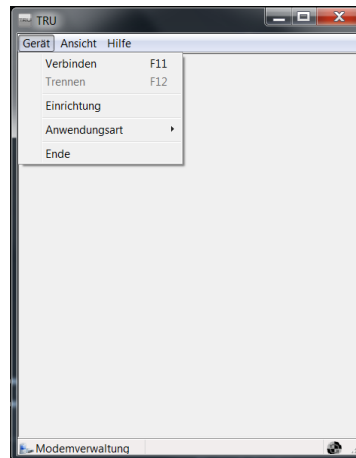 TRU
Gerät Ansicht Hilfe
Verbinden F11
Trennen F12
Einrichtung
Anwendungsart
Ende
Modemverwaltung